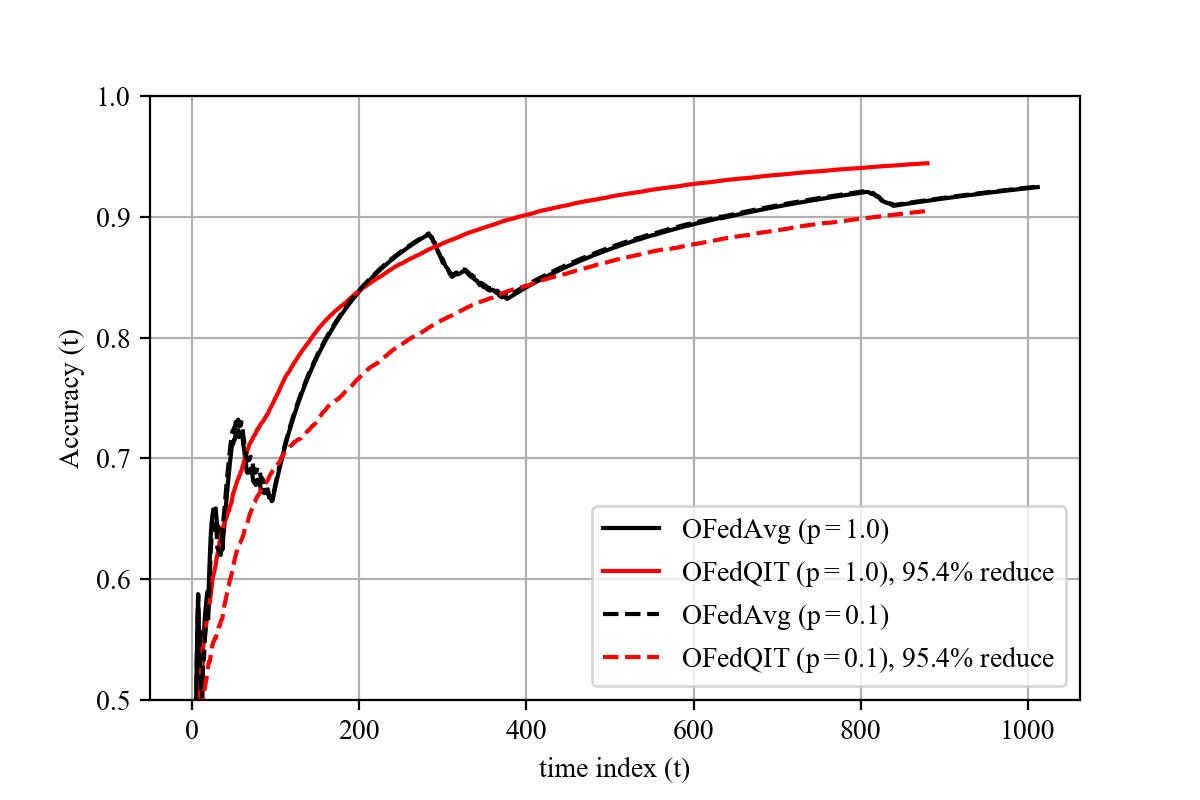 1.0
0.9
0.8
0.7
0.6
0.5
Accuracy (t)
0
200
400
600
800
1000
time index (t)
OFedAvg (p = 1.0)
OFedQIT (p = 1.0), 95.4% reduce
OFedAvg (p = 0.1)
OFedQIT (p = 0.1), 95.4% reduce